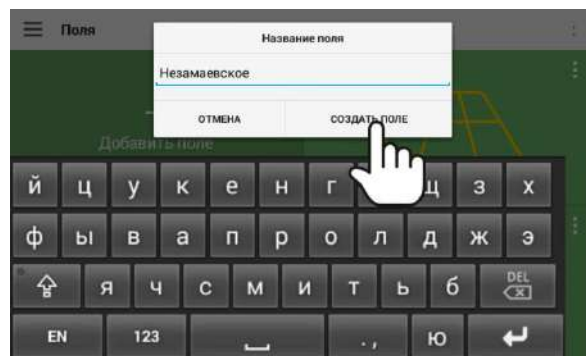 Поля
Название поля
Незамаевское
ОТМЕНА
СОЗДАТЬ ПОЛЕ
Добавить поле
й ц у к е н г щ з х
ф ы в а п р о л д ж э
я ч с м и т ь б DEL
EN 123 ., ю